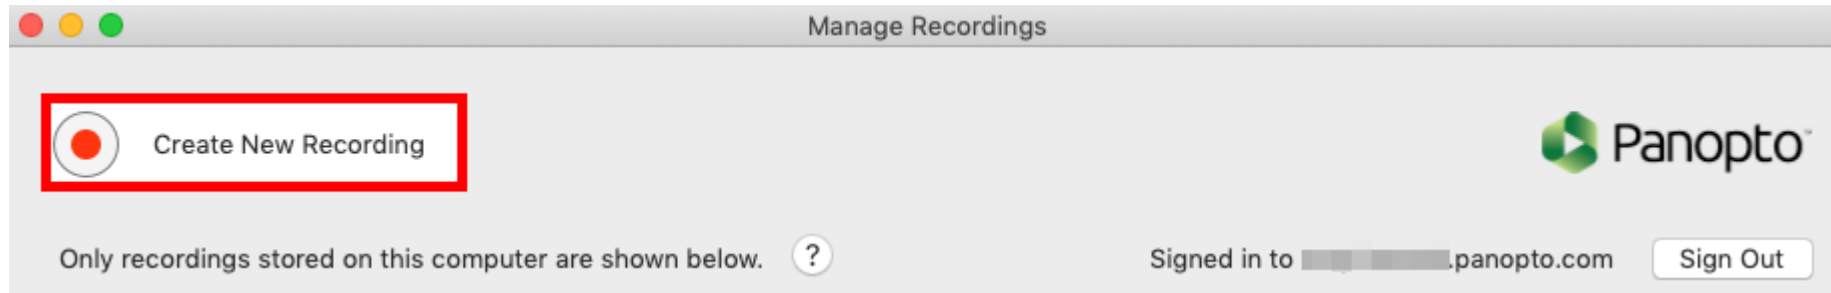 Manage Recordings
Create New Recording
Panopto™
Only recordings stored on this computer are shown below. ?
Signed in to .panopto.com
Sign Out